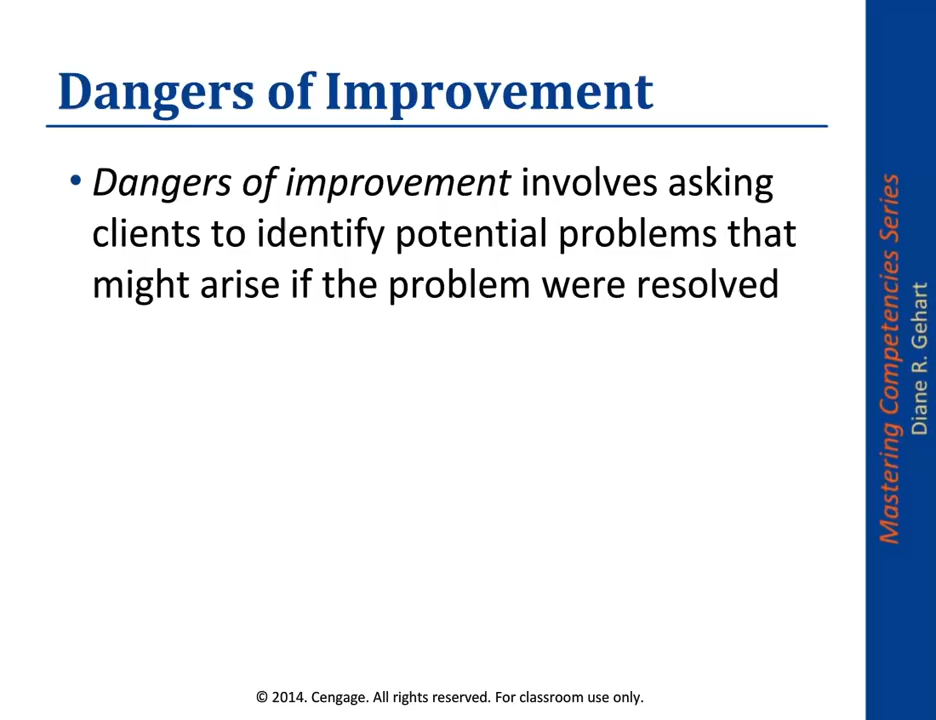 Dangers of Improvement
• Dangers of improvement involves asking
clients to identify potential problems that
might arise if the problem were resolved
Mastering Competencies Series
Diane R. Gehart
© 2014. Cengage. All rights reserved. For classroom use only.